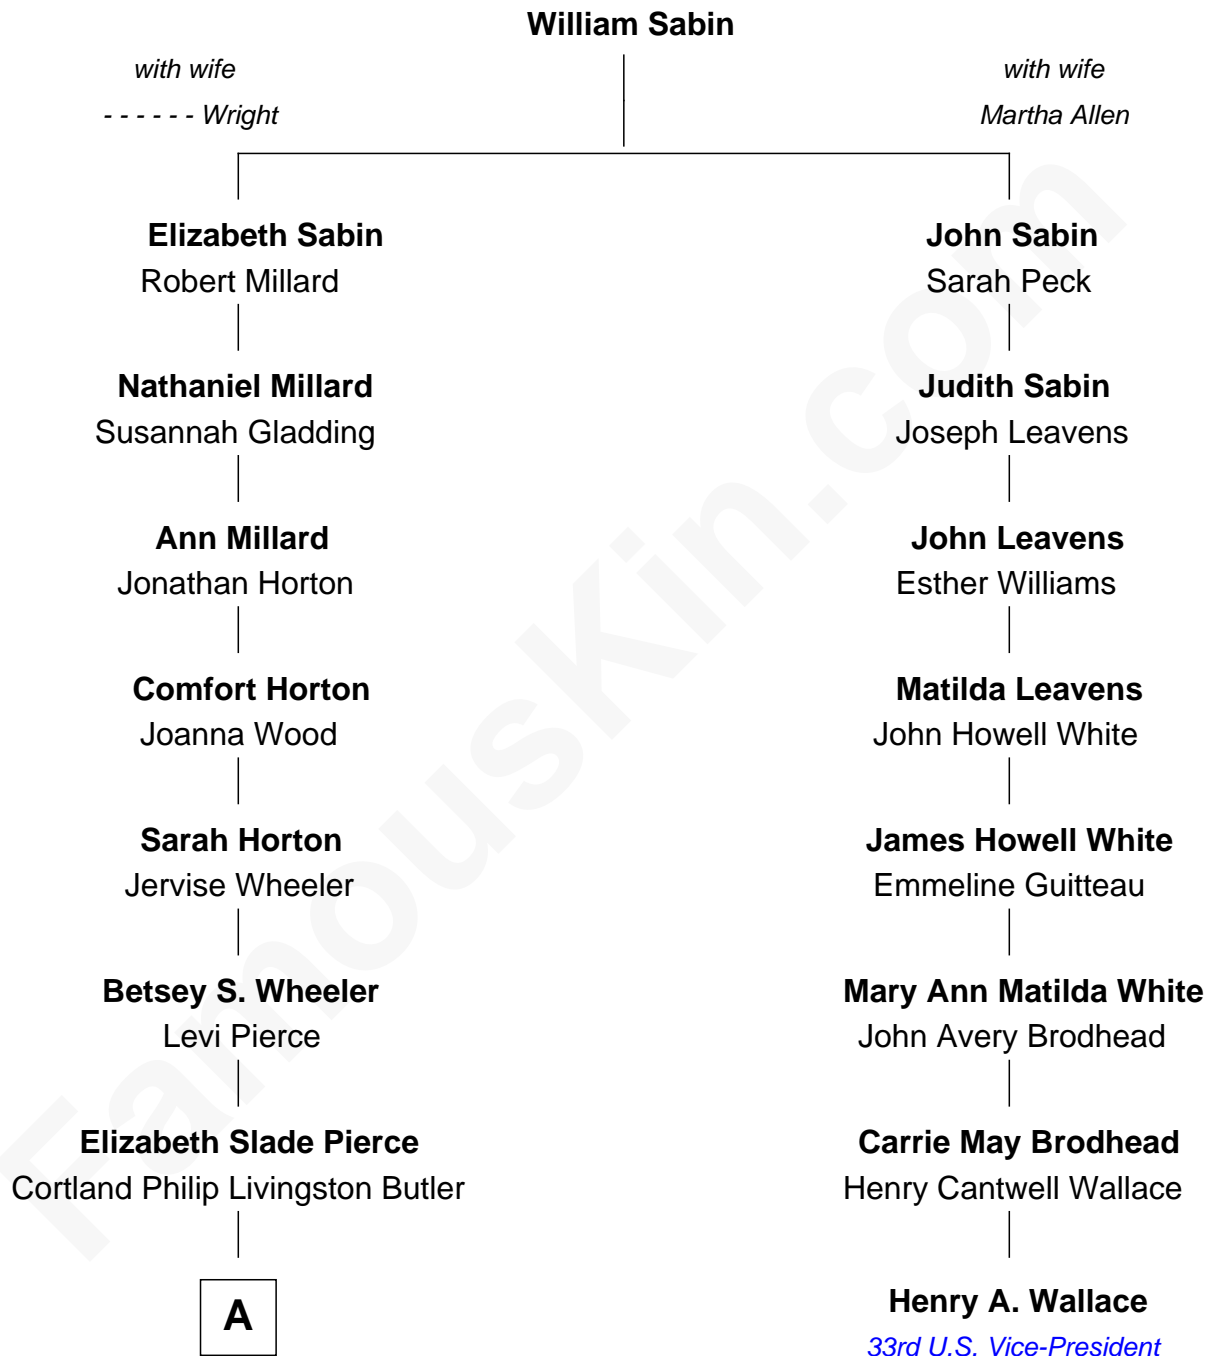 William Sabin
with wife
- - - - - - Wright
with wife
Martha Allen
Elizabeth Sabin
Robert Millard
John Sabin
Sarah Peck
Nathaniel Millard
Susannah Gladding
Judith Sabin
Joseph Leavens
Ann Millard
Jonathan Horton
John Leavens
Esther Williams
Comfort Horton
Joanna Wood
Matilda Leavens
John Howell White
Sarah Horton
Jervise Wheeler
James Howell White
Emmeline Guitteau
Betsey S. Wheeler
Levi Pierce
Mary Ann Matilda White
John Avery Brodhead
Elizabeth Slade Pierce
Cortland Philip Livingston Butler
Carrie May Brodhead
Henry Cantwell Wallace
A
Henry A. Wallace
33rd U.S. Vice-President
FamousKin.com